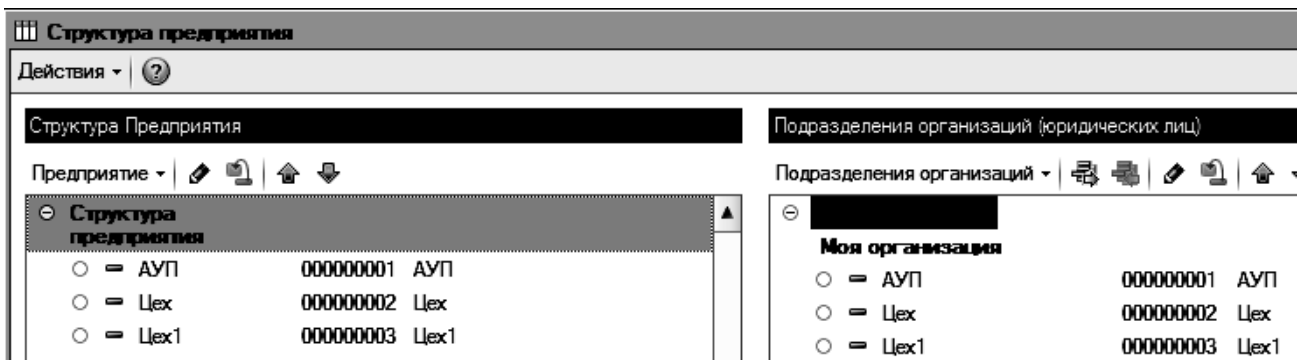 Структура предприятия
Действия
Структура Предприятия
Предприятие
Структура
предприятия
АУП 000000001 АУП
Цех 000000002 Цех
Цех1 000000003 Цех1
Подразделения организаций (юридических лиц)
Подразделения организаций
Моя организация
АУП 000000001 АУП
Цех 000000002 Цех
Цех1 000000003 Цех1